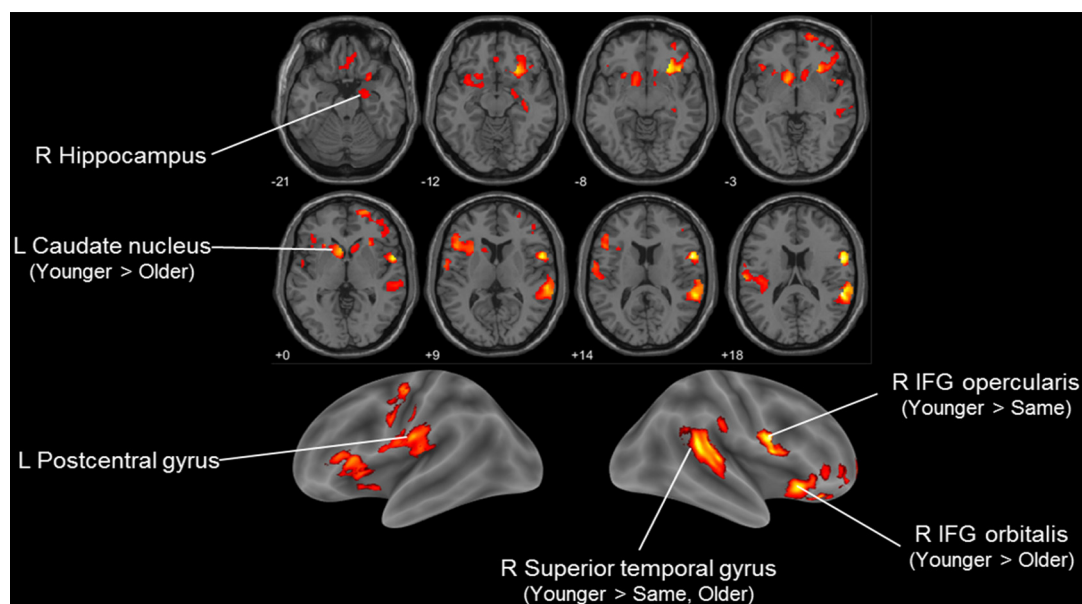 -21
-12
-8
-3
R Hippocampus
L Caudate nucleus
(Younger > Older)
+0
+9
+14
+18
R IFG opercularis
(Younger > Same)
L Postcentral gyrus
R IFG orbitalis
(Younger > Older)
R Superior temporal gyrus
(Younger > Same, Older)